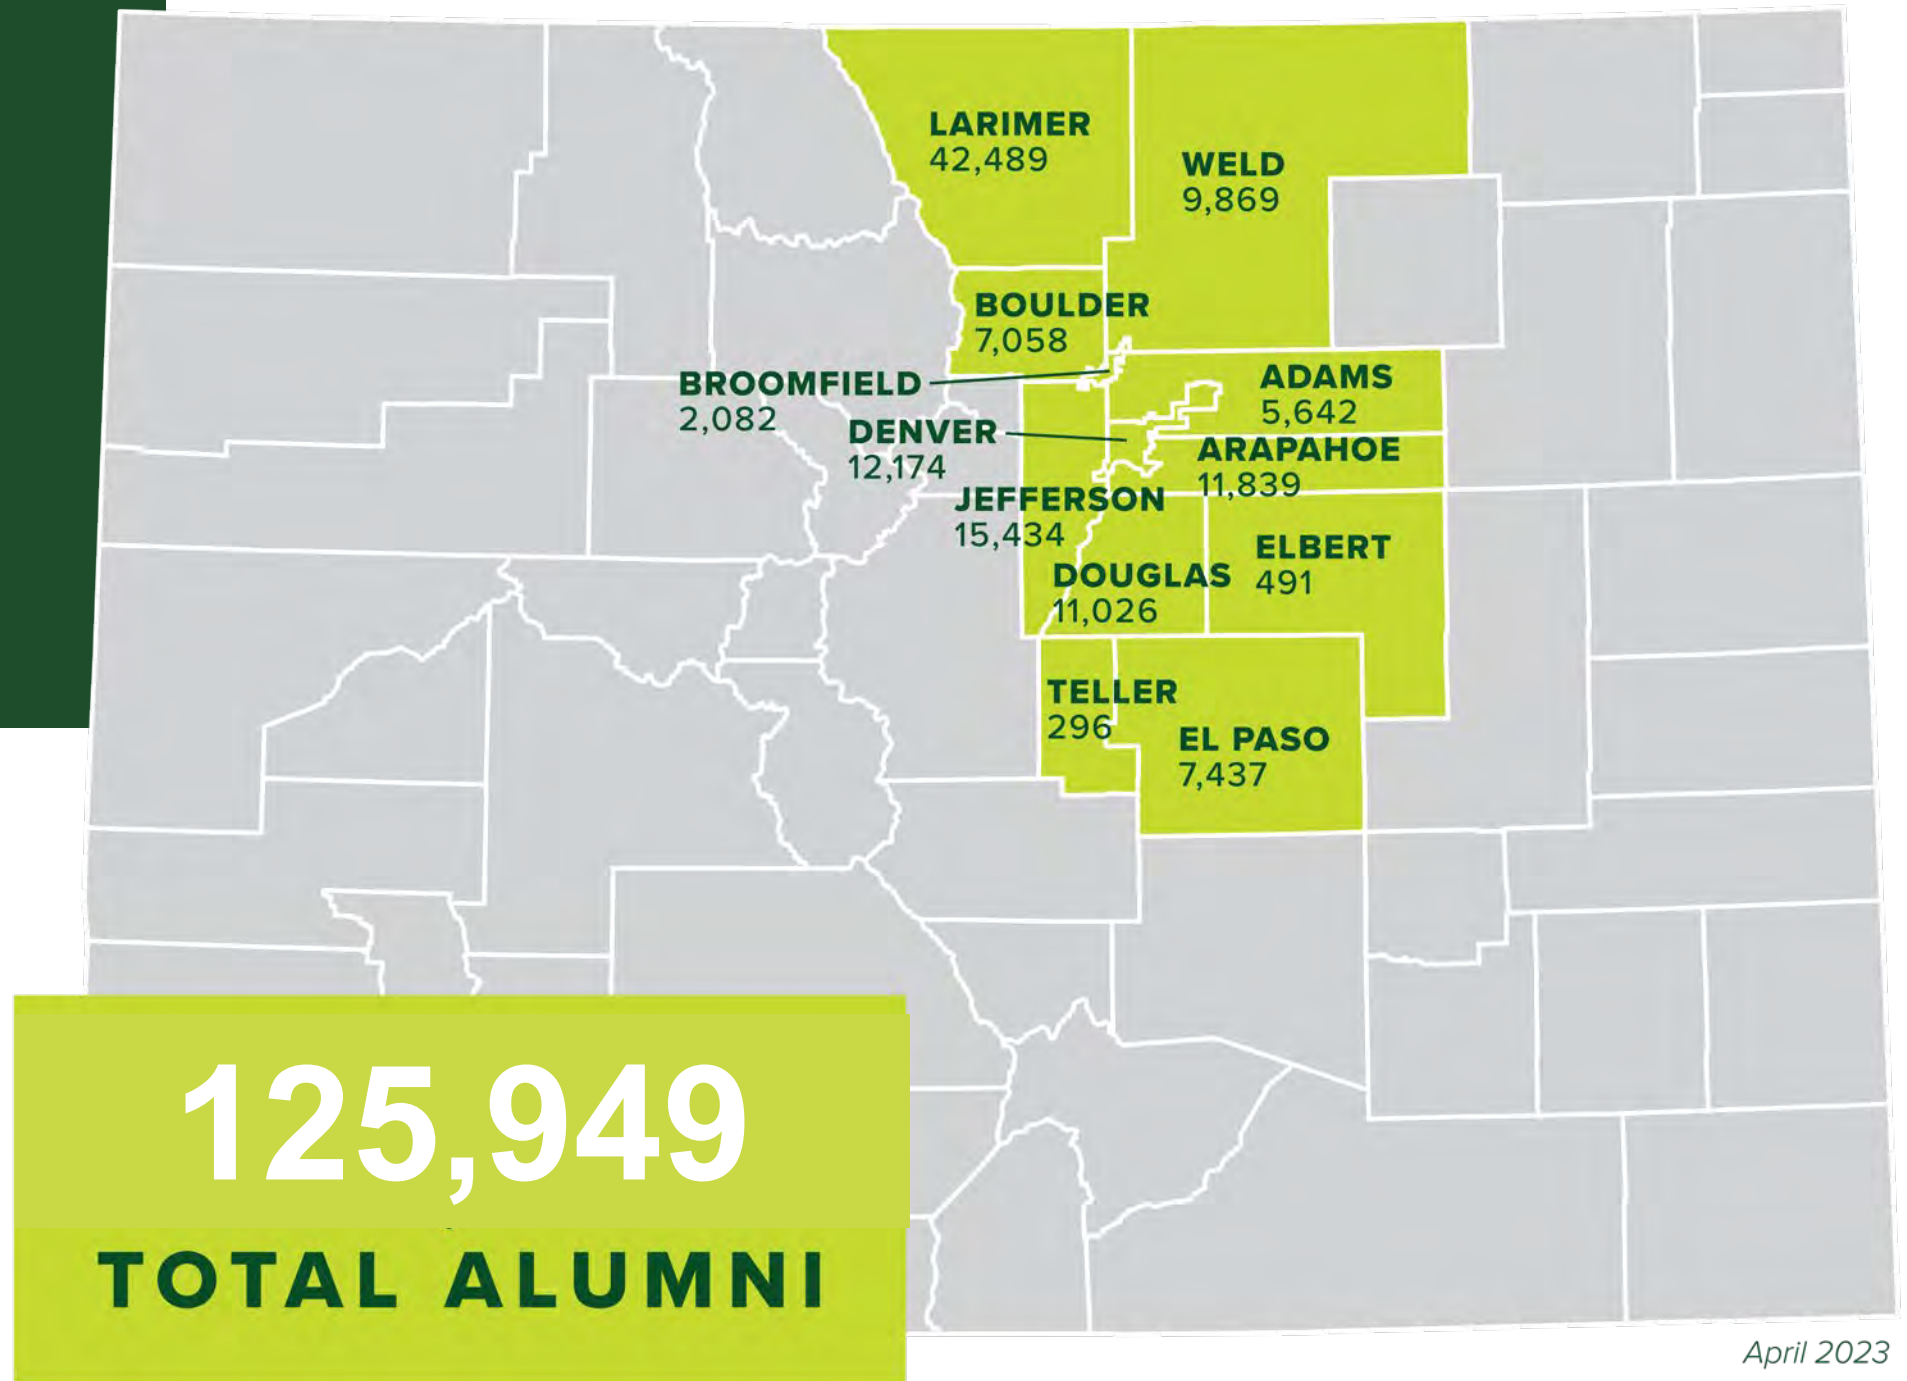 LARIMER
42,489
WELD
9,869
BOULDER
7,058
BROOMFIELD
2,082
ADAMS
5,642
DENVER
12,174
ARAPAHOE
11,839
JEFFERSON
15,434
ELBERT
491
DOUGLAS
11,026
TELLER
296
EL PASO
7,437
125,949
TOTAL ALUMNI
April 2023